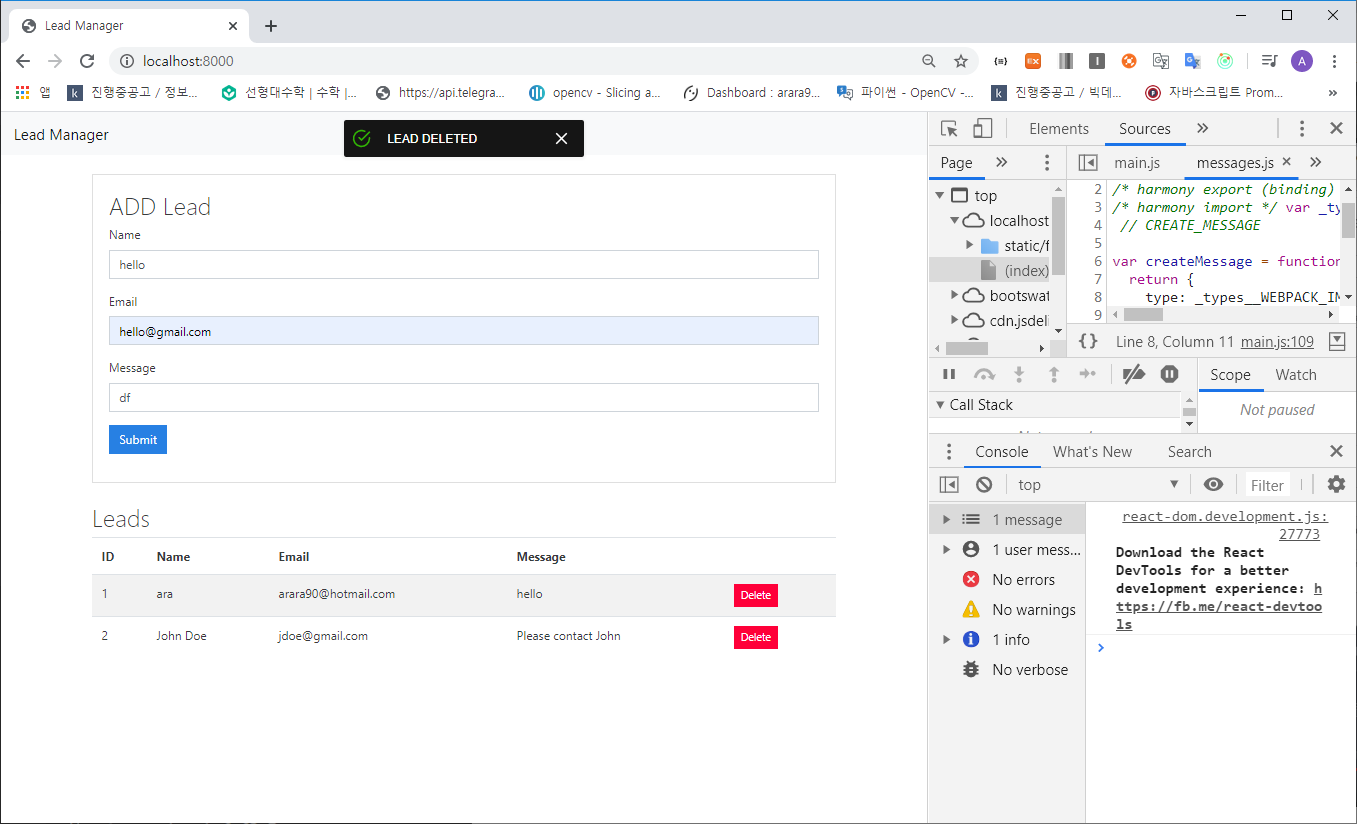 Lead Manager
localhost:8000
A
앱
진행중공고 / 정보...
선형대수학 | 수학 |...
https://api.telegra...
opencv - Slicing a...
Dashboard : arara9...
파이썬 - OpenCV -...
진행중공고 / 빅데...
자바스크립트 Prom...
Lead Manager
LEAD DELETED
ADD Lead
Name
hello
Email
hello@gmail.com
Message
df
Submit
Leads
ID Name Email Message
1 ara arara90@hotmail.com hello Delete
2 John Doe jdoe@gmail.com Please contact John Delete
Elements Sources
Page
main.js messages.js
top
localhost
static/f
(index)
bootswat
cdn.jsdeli
2 /* harmony export (binding)
3 /* harmony import */ var _ty
4 // CREATE_MESSAGE
5
6 var createMessage = function
7 return {
8 type: _types__WEBPACK_IM
9
{} Line 8, Column 11 main.js:109
Scope Watch
Call Stack
Not paused
Console What's New Search
top Filter
1 message
1 user mess...
No errors
No warnings
1 info
No verbose
react-dom.development.js:
27773
Download the React
DevTools for a better
development experience: h
ttps://fb.me/react-devtoo
ls